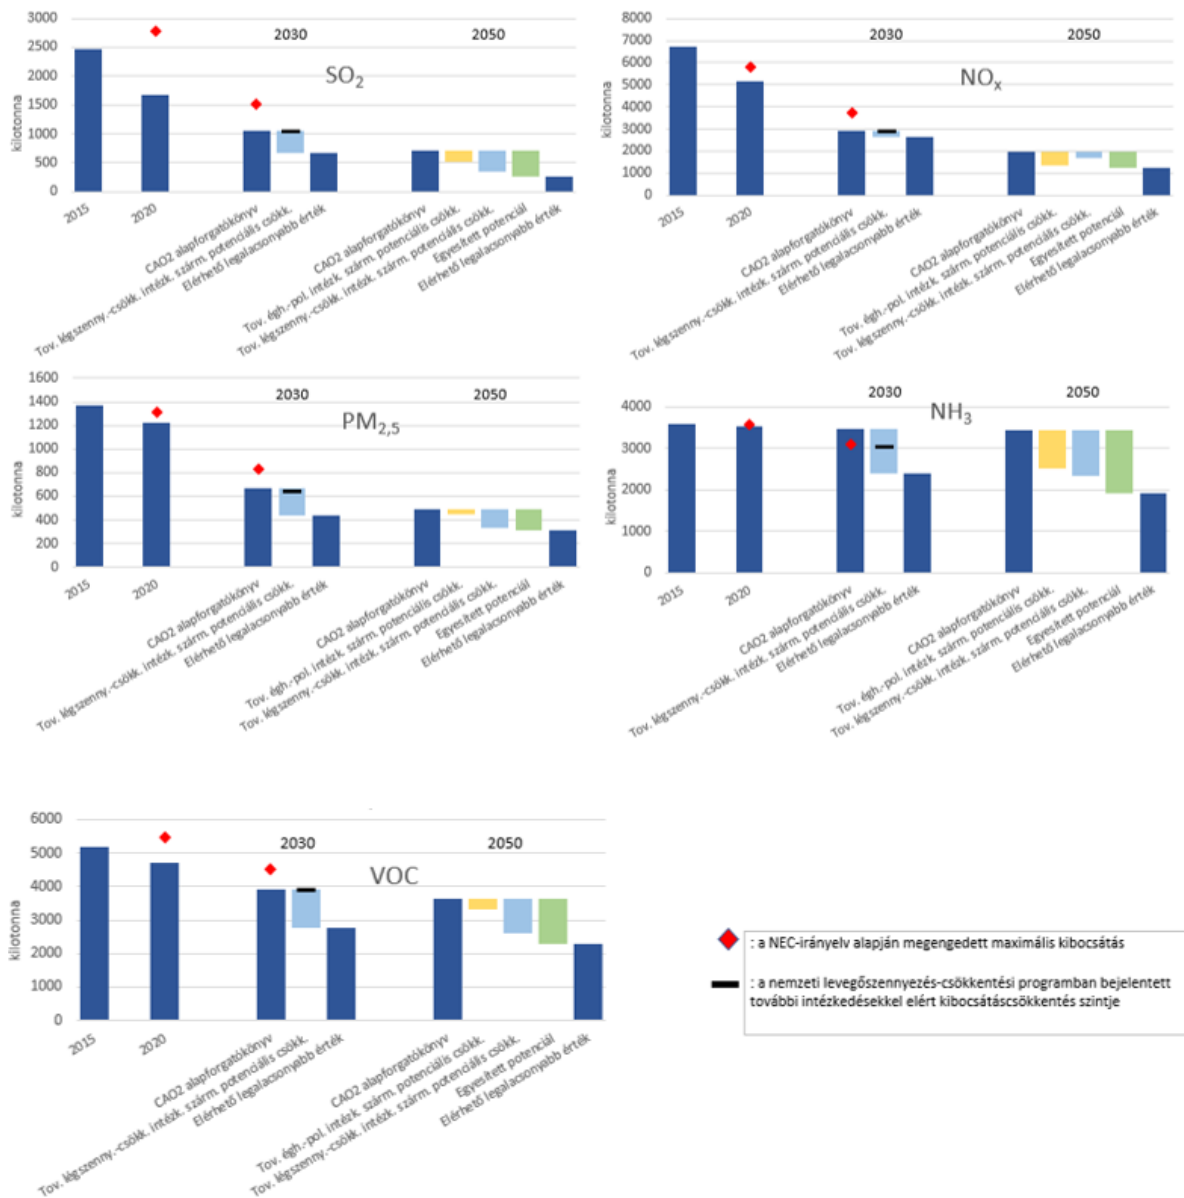 3000
2500
2000
1500
1000
500
0
kilotonna
2030
2050
SO2
2015
2020
CAO2 alapforgatókönyv
Tov. légszenny.-csökk. intézk. szárm. potenciális csökk.
Elérhető legalacsonyabb érték
CAO2 alapforgatókönyv
Tov. égh.-pol. intézk. szárm. potenciális csökk.
Tov. légszenny.-csökk. intézk. szárm. potenciális csökk.
Egyesített potenciál
Elérhető legalacsonyabb érték
8000
7000
6000
5000
4000
3000
2000
1000
0
kilotonna
2030
2050
NOx
2015
2020
CAO2 alapforgatókönyv
Tov. légszenny.-csökk. intézk. szárm. potenciális csökk.
Elérhető legalacsonyabb érték
CAO2 alapforgatókönyv
Tov. égh.-pol. intézk. szárm. potenciális csökk.
Tov. légszenny.-csökk. intézk. szárm. potenciális csökk.
Egyesített potenciál
Elérhető legalacsonyabb érték
1600
1400
1200
1000
800
600
400
200
0
kilotonna
2030
2050
PM2,5
2015
2020
CAO2 alapforgatókönyv
Tov. légszenny.-csökk. intézk. szárm. potenciális csökk.
Elérhető legalacsonyabb érték
CAO2 alapforgatókönyv
Tov. égh.-pol. intézk. szárm. potenciális csökk.
Tov. légszenny.-csökk. intézk. szárm. potenciális csökk.
Egyesített potenciál
Elérhető legalacsonyabb érték
4000
3000
2000
1000
0
kilotonna
2030
2050
NH3
2015
2020
CAO2 alapforgatókönyv
Tov. légszenny.-csökk. intézk. szárm. potenciális csökk.
Elérhető legalacsonyabb érték
CAO2 alapforgatókönyv
Tov. égh.-pol. intézk. szárm. potenciális csökk.
Tov. légszenny.-csökk. intézk. szárm. potenciális csökk.
Egyesített potenciál
Elérhető legalacsonyabb érték
6000
5000
4000
3000
2000
1000
0
kilotonna
2030
2050
VOC
2015
2020
CAO2 alapforgatókönyv
Tov. légszenny.-csökk. intézk. szárm. potenciális csökk.
Elérhető legalacsonyabb érték
CAO2 alapforgatókönyv
Tov. égh.-pol. intézk. szárm. potenciális csökk.
Tov. légszenny.-csökk. intézk. szárm. potenciális csökk.
Egyesített potenciál
Elérhető legalacsonyabb érték
: a NEC-irányelv alapján megengedett maximális kibocsátás
: a nemzeti levegőszennyezés-csökkentési programban bejelentett
további intézkedésekkel elért kibocsátáscsökkentés szintje